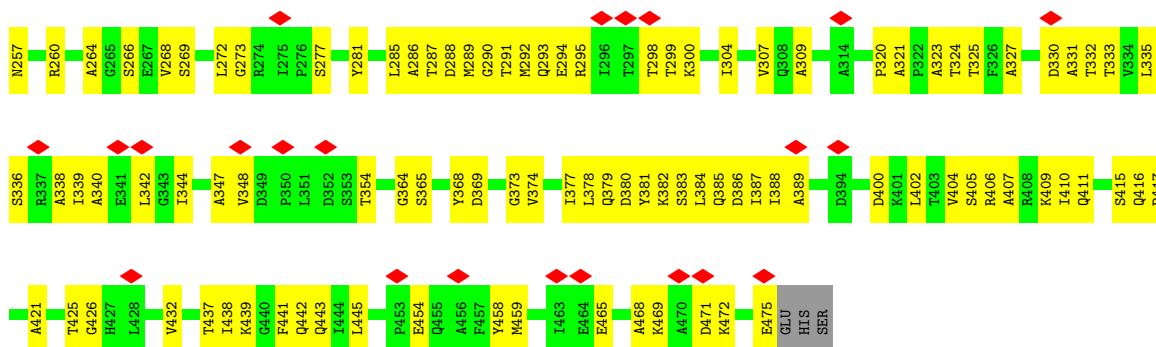 N257 R260 A264 G265 S266 E267 V268 S269 L272 G273 R274 I275 P276 S277 Y281 L285 A286 T287 D288 M289 G290 T291 M292 Q293 E294 R295 I296 T297 T298 T299 K300 I304 V307 Q308 A309 A314 P320 A321 P322 A323 T324 T325 F326 A327 D330 A331 T332 T333 V334 L335
S336 R337 A338 I339 A340 E341 L342 G343 I344 A347 V348 D349 P350 L351 D352 S353 T354 G364 S365 Y368 D369 G373 V374 I377 L378 Q379 D380 Y381 K382 S383 L384 Q385 D386 I387 I388 A389 D394 D400 K401 L402 T403 V404 S405 R406 A407 R408 K409 I410 Q411 S415 Q416
A421 T425 G426 H427 L428 V432 T437 I438 K439 G440 F441 Q442 Q443 I444 L445 P453 E454 Q455 A456 F457 Y458 M459 I463 E464 E465 A468 K469 A470 D471 K472 E475 GLU HIS SER